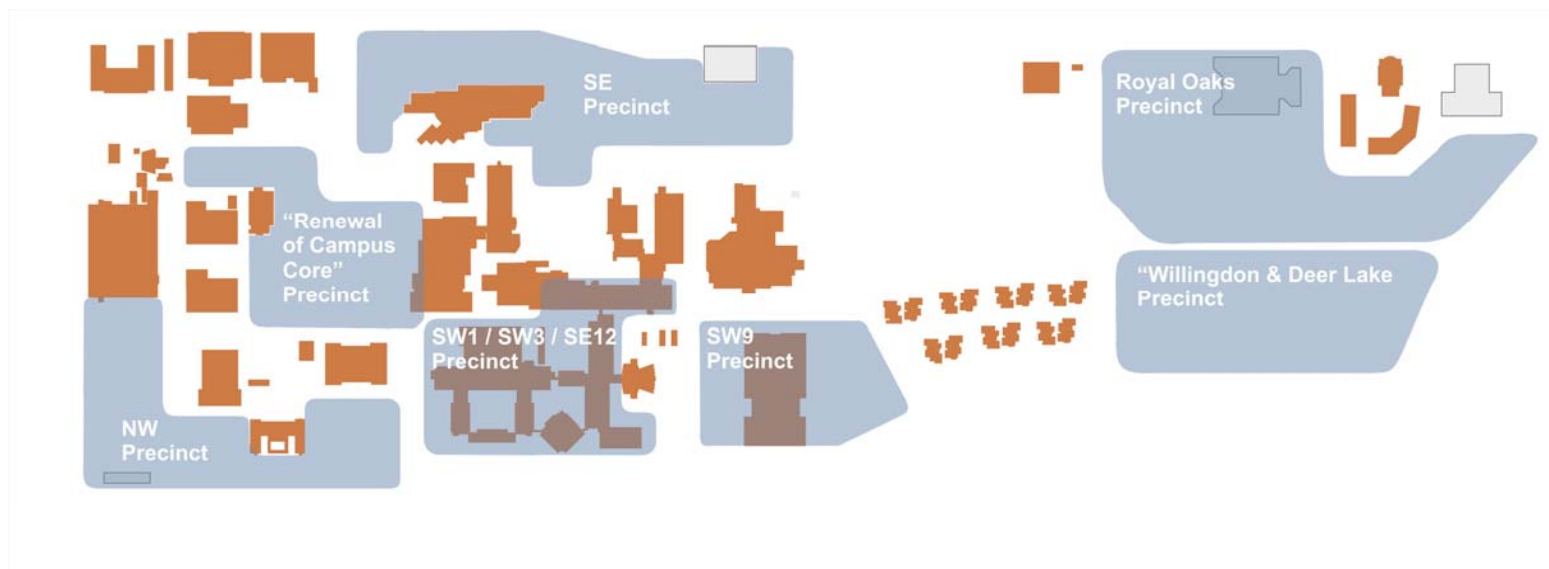 SE
Precinct
Royal Oaks
Precinct
“Renewal
of Campus
Core”
Precinct
“Willingdon & Deer Lake
Precinct
SW1 / SW3 / SE12
Precinct
SW9
Precinct
NW
Precinct